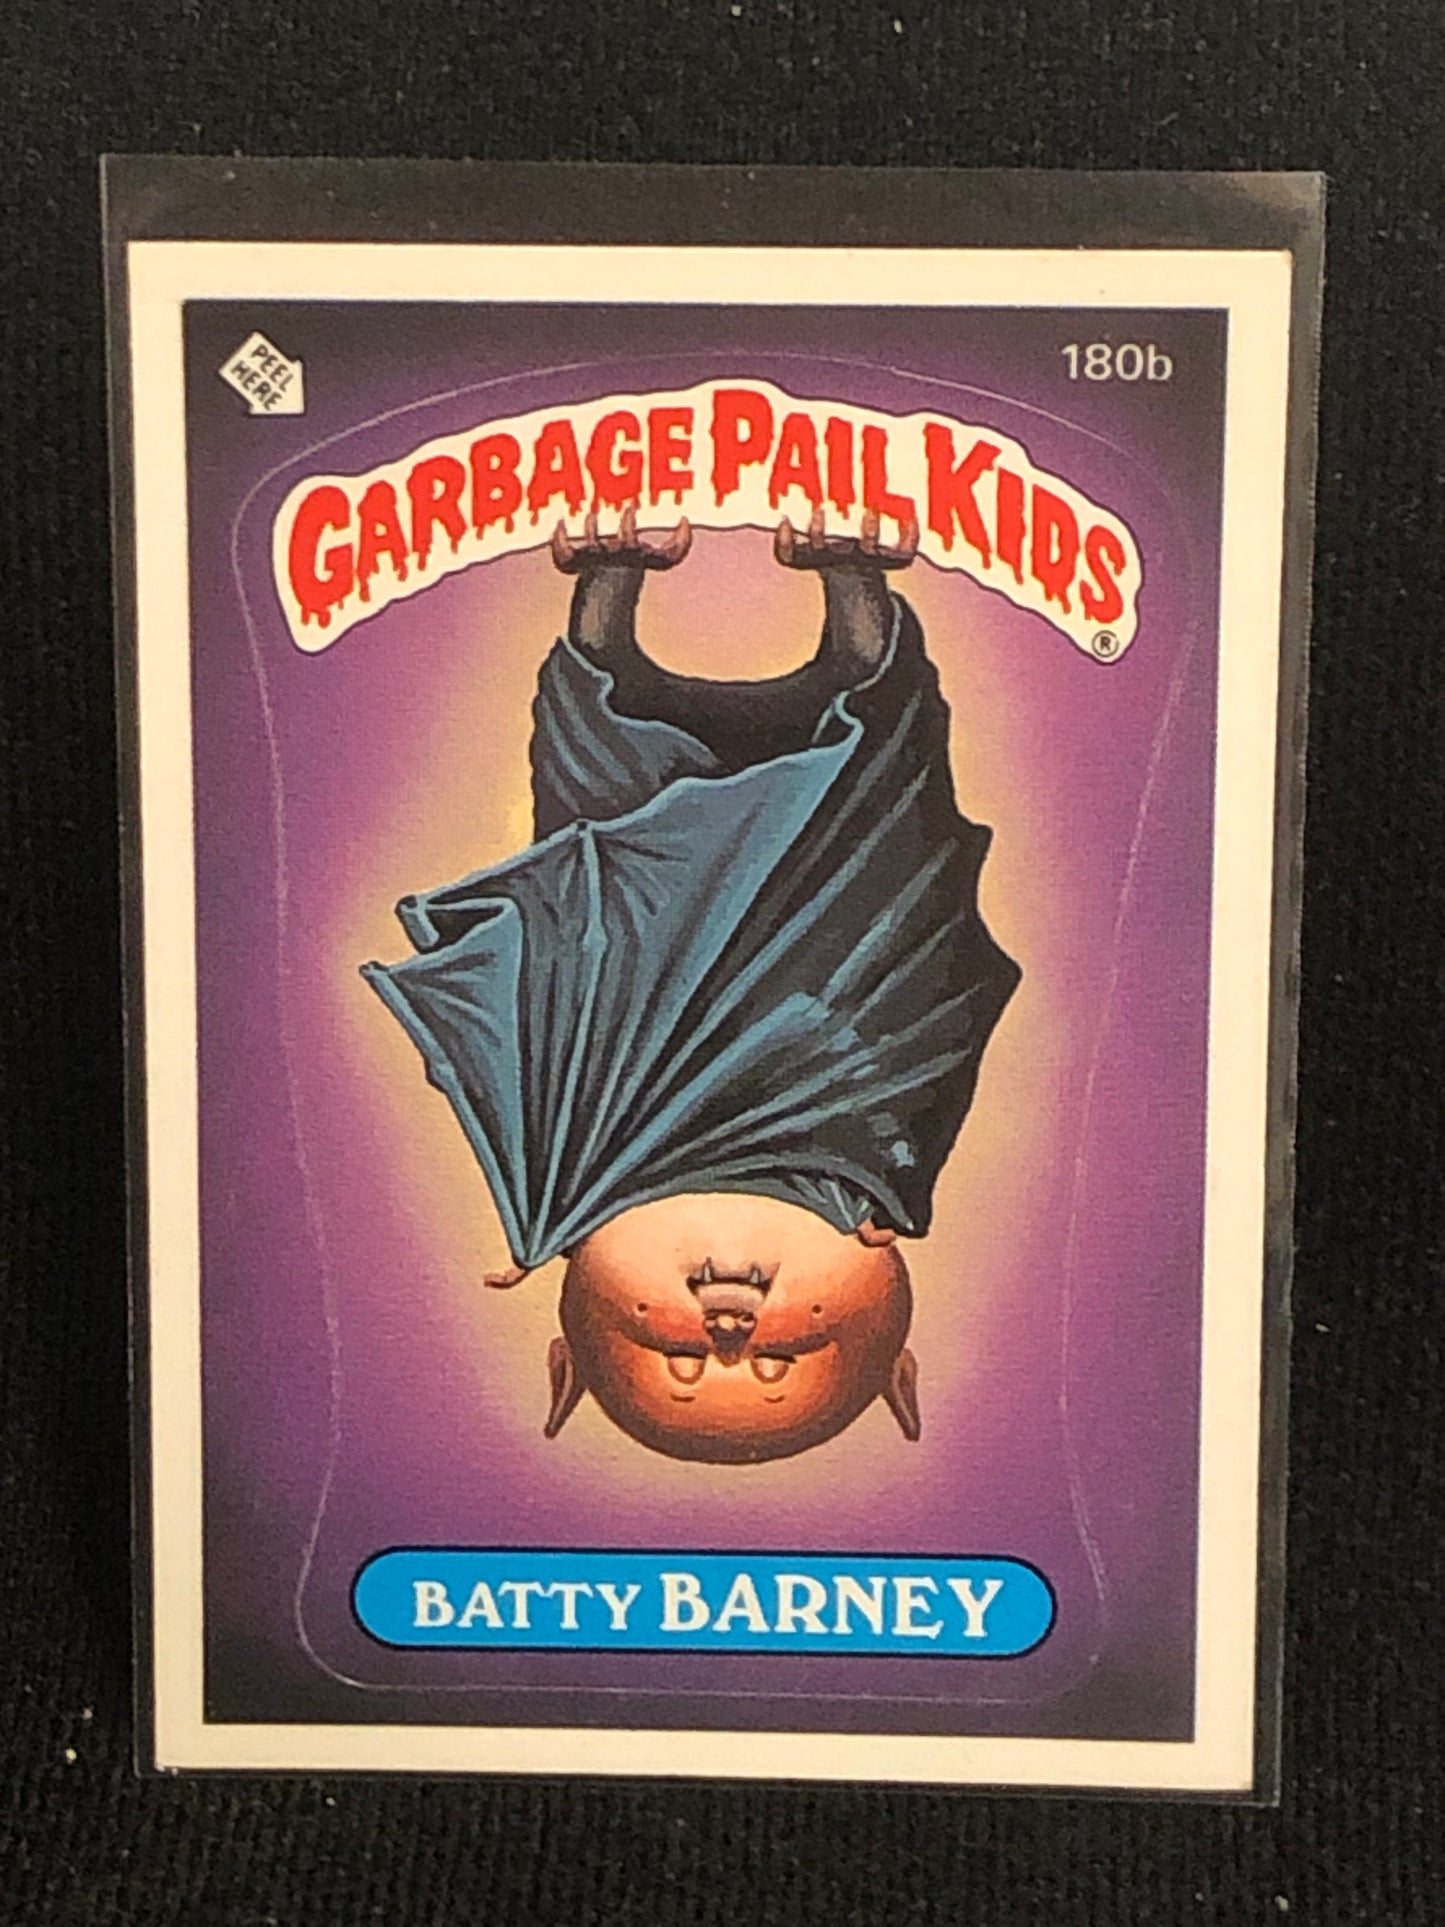 PEEL
HERE
180b
GARBAGE PAIL KIDS
®
BATTY BARNEY